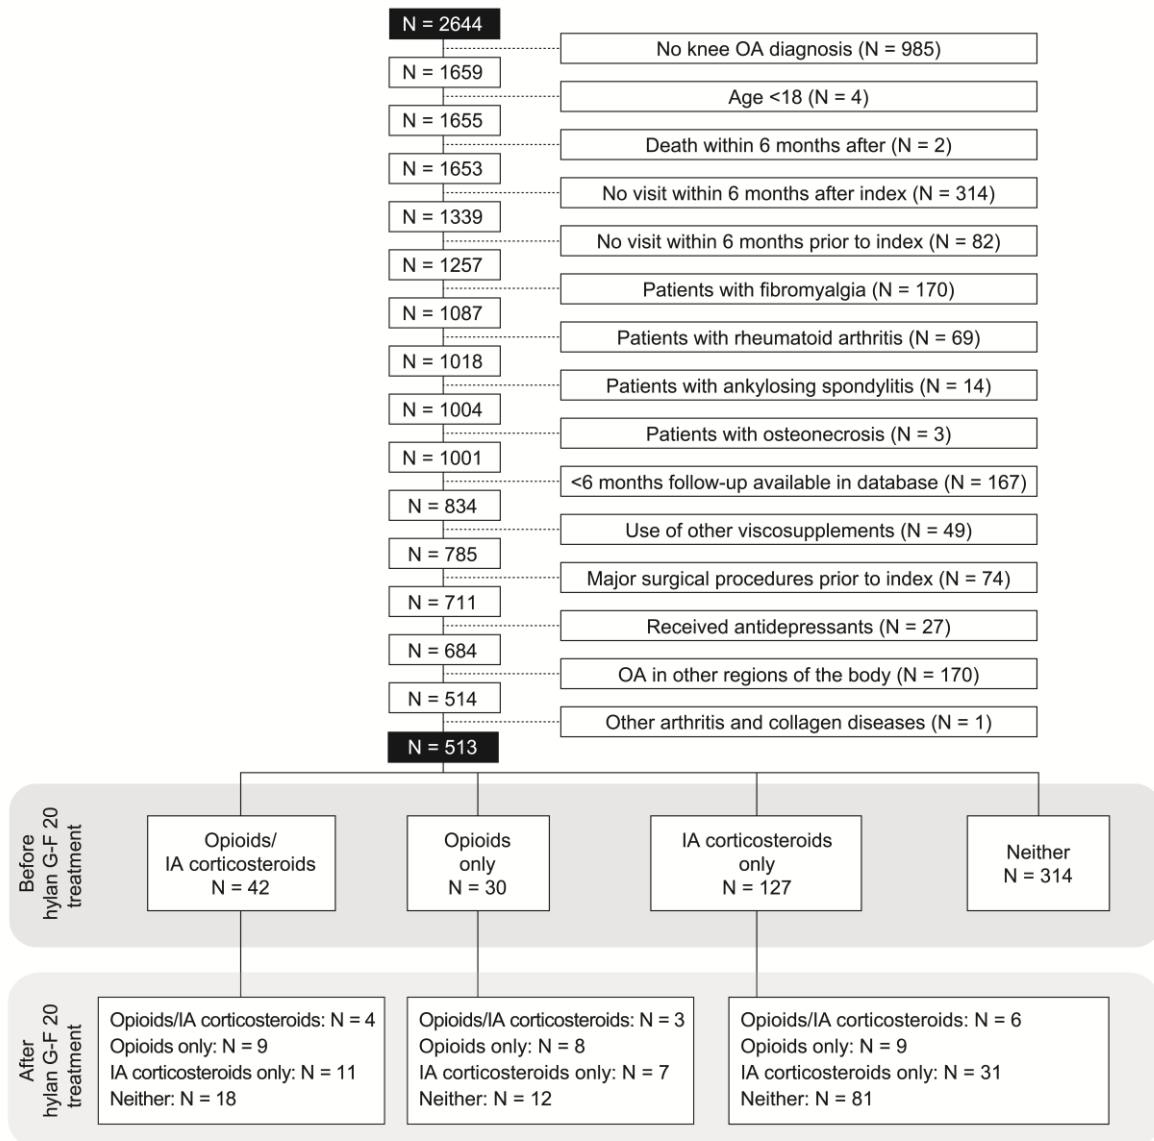 N = 2644
No knee OA diagnosis (N = 985)
N = 1659
Age <18 (N = 4)
N = 1655
Death within 6 months after (N = 2)
N = 1653
No visit within 6 months after index (N = 314)
N = 1339
No visit within 6 months prior to index (N = 82)
N = 1257
Patients with fibromyalgia (N = 170)
N = 1087
Patients with rheumatoid arthritis (N = 69)
N = 1018
Patients with ankylosing spondylitis (N = 14)
N = 1004
Patients with osteonecrosis (N = 3)
N = 1001
<6 months follow-up available in database (N = 167)
N = 834
Use of other viscosupplements (N = 49)
N = 785
Major surgical procedures prior to index (N = 74)
N = 711
Received antidepressants (N = 27)
N = 684
OA in other regions of the body (N = 170)
N = 514
Other arthritis and collagen diseases (N = 1)
N = 513
Before
hylan G-F 20
treatment
Opioids/
IA corticosteroids
N = 42
Opioids
only
N = 30
IA corticosteroids
only
N = 127
Neither
N = 314
After
hylan G-F 20
treatment
Opioids/IA corticosteroids: N = 4
Opioids only: N = 9
IA corticosteroids only: N = 11
Neither: N = 18
Opioids/IA corticosteroids: N = 3
Opioids only: N = 8
IA corticosteroids only: N = 7
Neither: N = 12
Opioids/IA corticosteroids: N = 6
Opioids only: N = 9
IA corticosteroids only: N = 31
Neither: N = 81